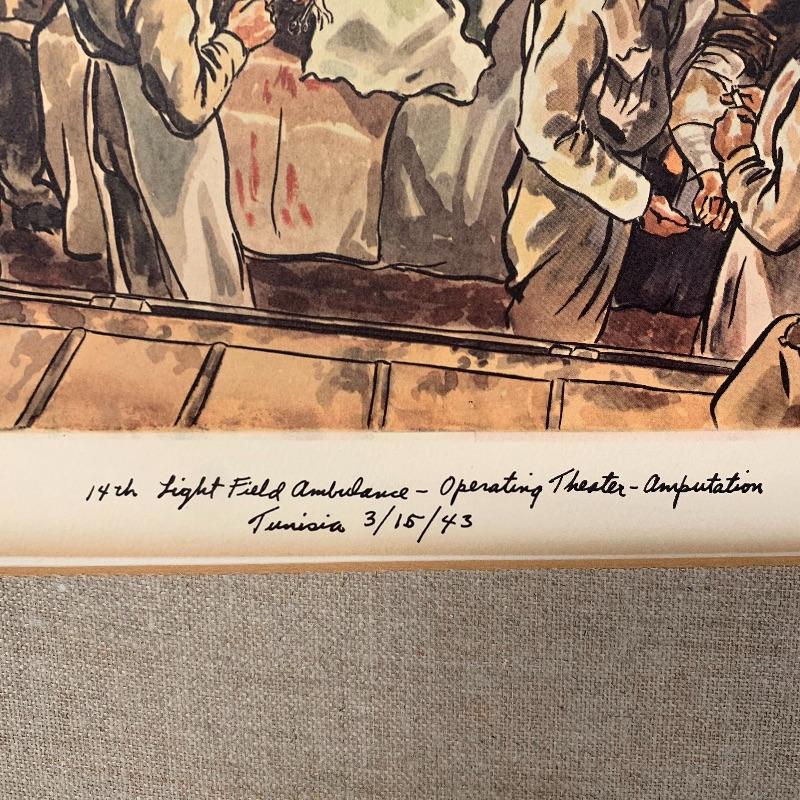 14th Light Field Ambulance - Operating Theater - Amputation
Tunisia 3/15/43